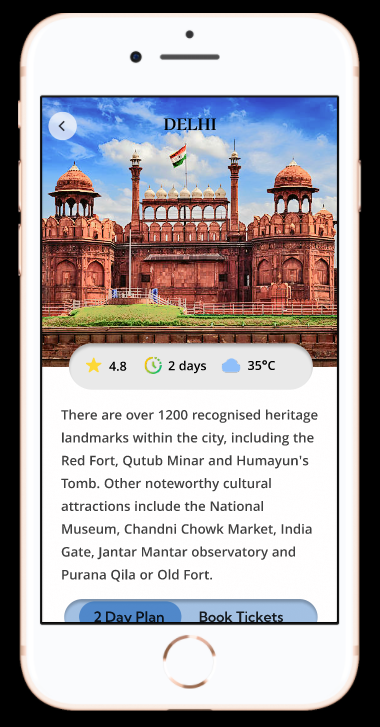 DELHI
4.8 2 days 35°C
There are over 1200 recognised heritage
landmarks within the city, including the
Red Fort, Qutub Minar and Humayun's
Tomb. Other noteworthy cultural
attractions include the National
Museum, Chandni Chowk Market, India
Gate, Jantar Mantar observatory and
Purana Qila or Old Fort.
2 Day Plan Book Tickets